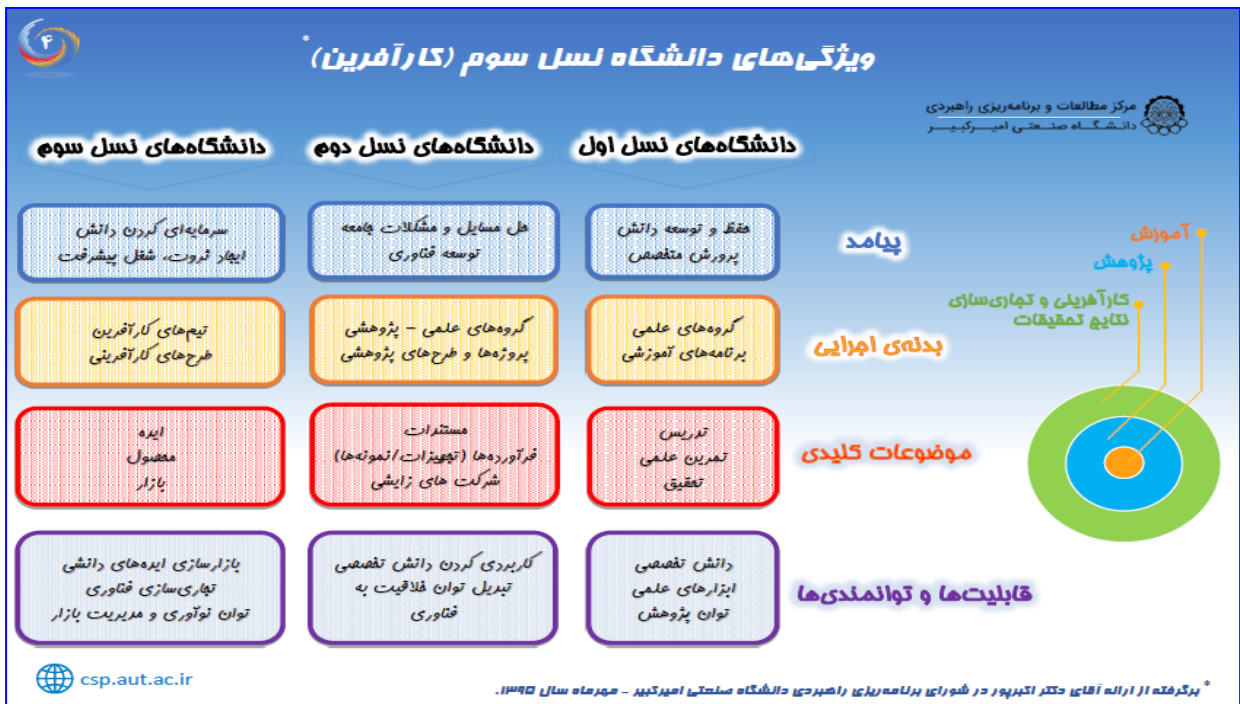 ۴
ویژگی‌های دانشگاه نسل سوم (کارآفرین)*
مرکز مطالعات و برنامه‌ریزی راهبردی
دانشگاه صنعتی امیرکبیر
دانشگاه‌های نسل اول
دانشگاه‌های نسل دوم
دانشگاه‌های نسل سوم
پیامد
حفظ و توسعه دانش
پرورش متخصص
حل مسایل و مشکلات جامعه
توسعه فناوری
سرمایه‌ای کردن دانش
ایجاد ثروت، شغل پیشرفت
بدنه‌ی اجرایی
گروه‌های علمی
برنامه‌های آموزشی
گروه‌های علمی – پژوهشی
پروژه‌ها و طرح‌های پژوهشی
تیم‌های کارآفرین
طرح‌های کارآفرینی
موضوعات کلیدی
تدریس
تمرین علمی
تحقیق
مستندات
فرآورده‌ها (تجهیزات/نمونه‌ها)
شرکت های زایشی
ایده
محصول
بازار
قابلیت‌ها و توانمندی‌ها
دانش تخصصی
ابزارهای علمی
توان پژوهش
کاربردی کردن دانش تخصصی
تبدیل توان خلاقیت به
فناوری
بازارسازی ایده‌های دانشی
تجاری‌سازی فناوری
توان نوآوری و مدیریت بازار
آموزش
پژوهش
کارآفرینی و تجاری‌سازی
نتایج تحقیقات
csp.aut.ac.ir
* برگرفته از ارائه آقای دکتر اکبرپور در شورای برنامه‌ریزی راهبردی دانشگاه صنعتی امیرکبیر – مهرماه سال ۱۳۹۵.